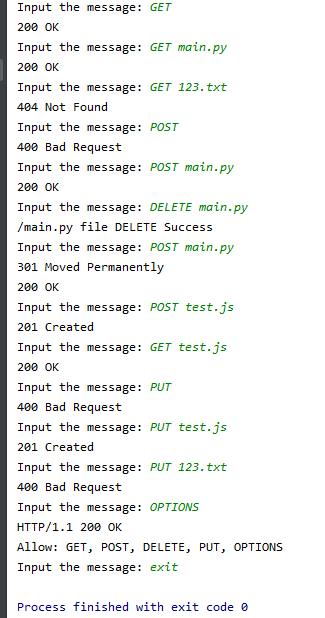 Input the message: GET
200 OK
Input the message: GET main.py
200 OK
Input the message: GET 123.txt
404 Not Found
Input the message: POST
400 Bad Request
Input the message: POST main.py
200 OK
Input the message: DELETE main.py
/main.py file DELETE Success
Input the message: POST main.py
301 Moved Permanently
200 OK
Input the message: POST test.js
201 Created
Input the message: GET test.js
200 OK
Input the message: PUT
400 Bad Request
Input the message: PUT test.js
201 Created
Input the message: PUT 123.txt
400 Bad Request
Input the message: OPTIONS
HTTP/1.1 200 OK
Allow: GET, POST, DELETE, PUT, OPTIONS
Input the message: exit
Process finished with exit code 0